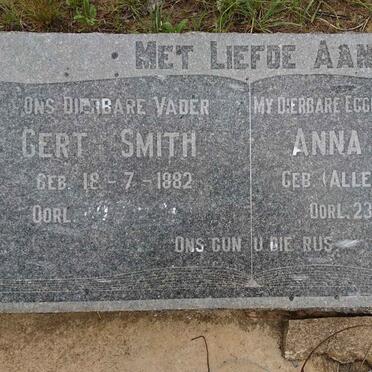 MET LIEFDE AAN
ONS DIERBARE VADER
GERT SMITH
GEB. 18-7-1882
OORL.
MY DIERBARE EGG
ANNA
GEB (ALLE
OORL. 23
ONS GUN U DIE RUS